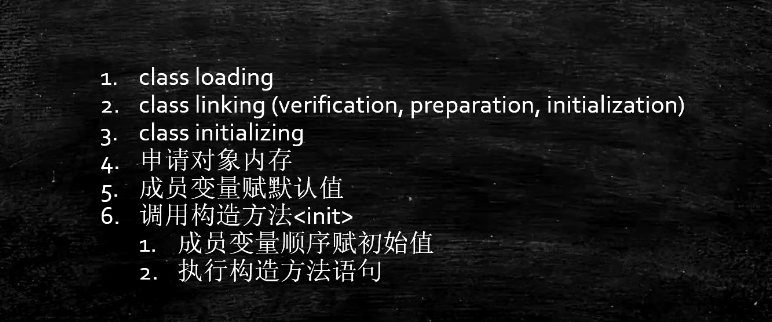 1. class loading
2. class linking (verification, preparation, initialization)
3. class initializing
4. 申请对象内存
5. 成员变量赋默认值
6. 调用构造方法<init>
1. 成员变量顺序赋初始值
2. 执行构造方法语句